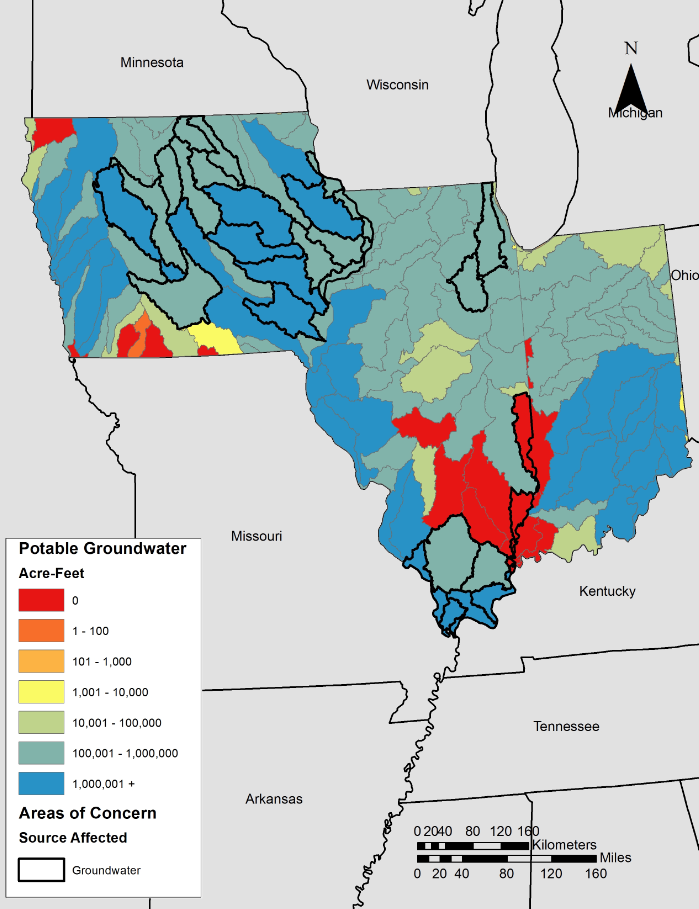 Minnesota
N
Wisconsin
Michigan
Ohio
Missouri
Kentucky
Tennessee
Arkansas
Potable Groundwater
Acre-Feet
0
1 - 100
101 - 1,000
1,001 - 10,000
10,001 - 100,000
100,001 - 1,000,000
1,000,001 +
Areas of Concern
Source Affected
Groundwater
0 20 40 80 120 160
Kilometers
Miles
0 20 40 80 120 160